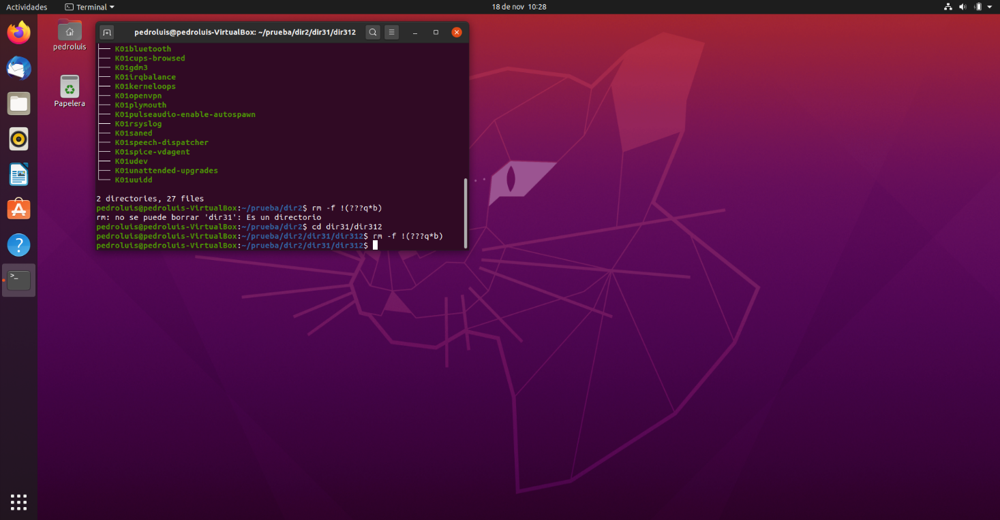 Actividades
Terminal
18 de nov 10:28
pedroluis
Papelera
pedroluis@pedroluis-VirtualBox: ~/prueba/dir2/dir31/dir312
├── K01bluetooth
├── K01cups-browsed
├── K01gdm3
├── K01irqbalance
├── K01kerneloops
├── K01openvpn
├── K01plymouth
├── K01pulseaudio-enable-autospawn
├── K01rsyslog
├── K01saned
├── K01speech-dispatcher
├── K01spice-vdagent
├── K01udev
├── K01unattended-upgrades
└── K01uuidd
2 directories, 27 files
pedroluis@pedroluis-VirtualBox:~/prueba/dir2$ rm -f !(???q*b)
rm: no se puede borrar 'dir31': Es un directorio
pedroluis@pedroluis-VirtualBox:~/prueba/dir2$ cd dir31/dir312
pedroluis@pedroluis-VirtualBox:~/prueba/dir2/dir31/dir312$ rm -f !(???q*b)
pedroluis@pedroluis-VirtualBox:~/prueba/dir2/dir31/dir312$